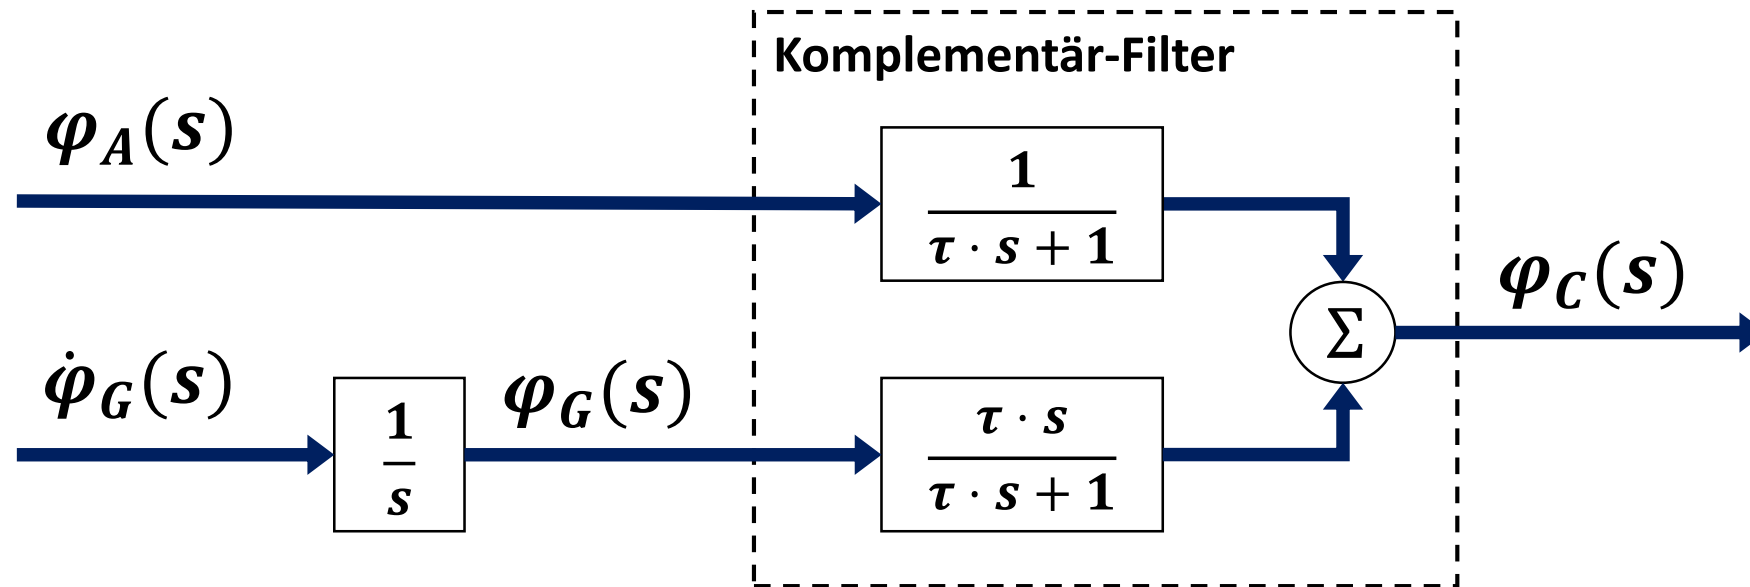 Komplementär-Filter
φ_A(s)
1
τ · s + 1
Σ
φ_C(s)
φ̇_G(s)
1
s
φ_G(s)
τ · s
τ · s + 1